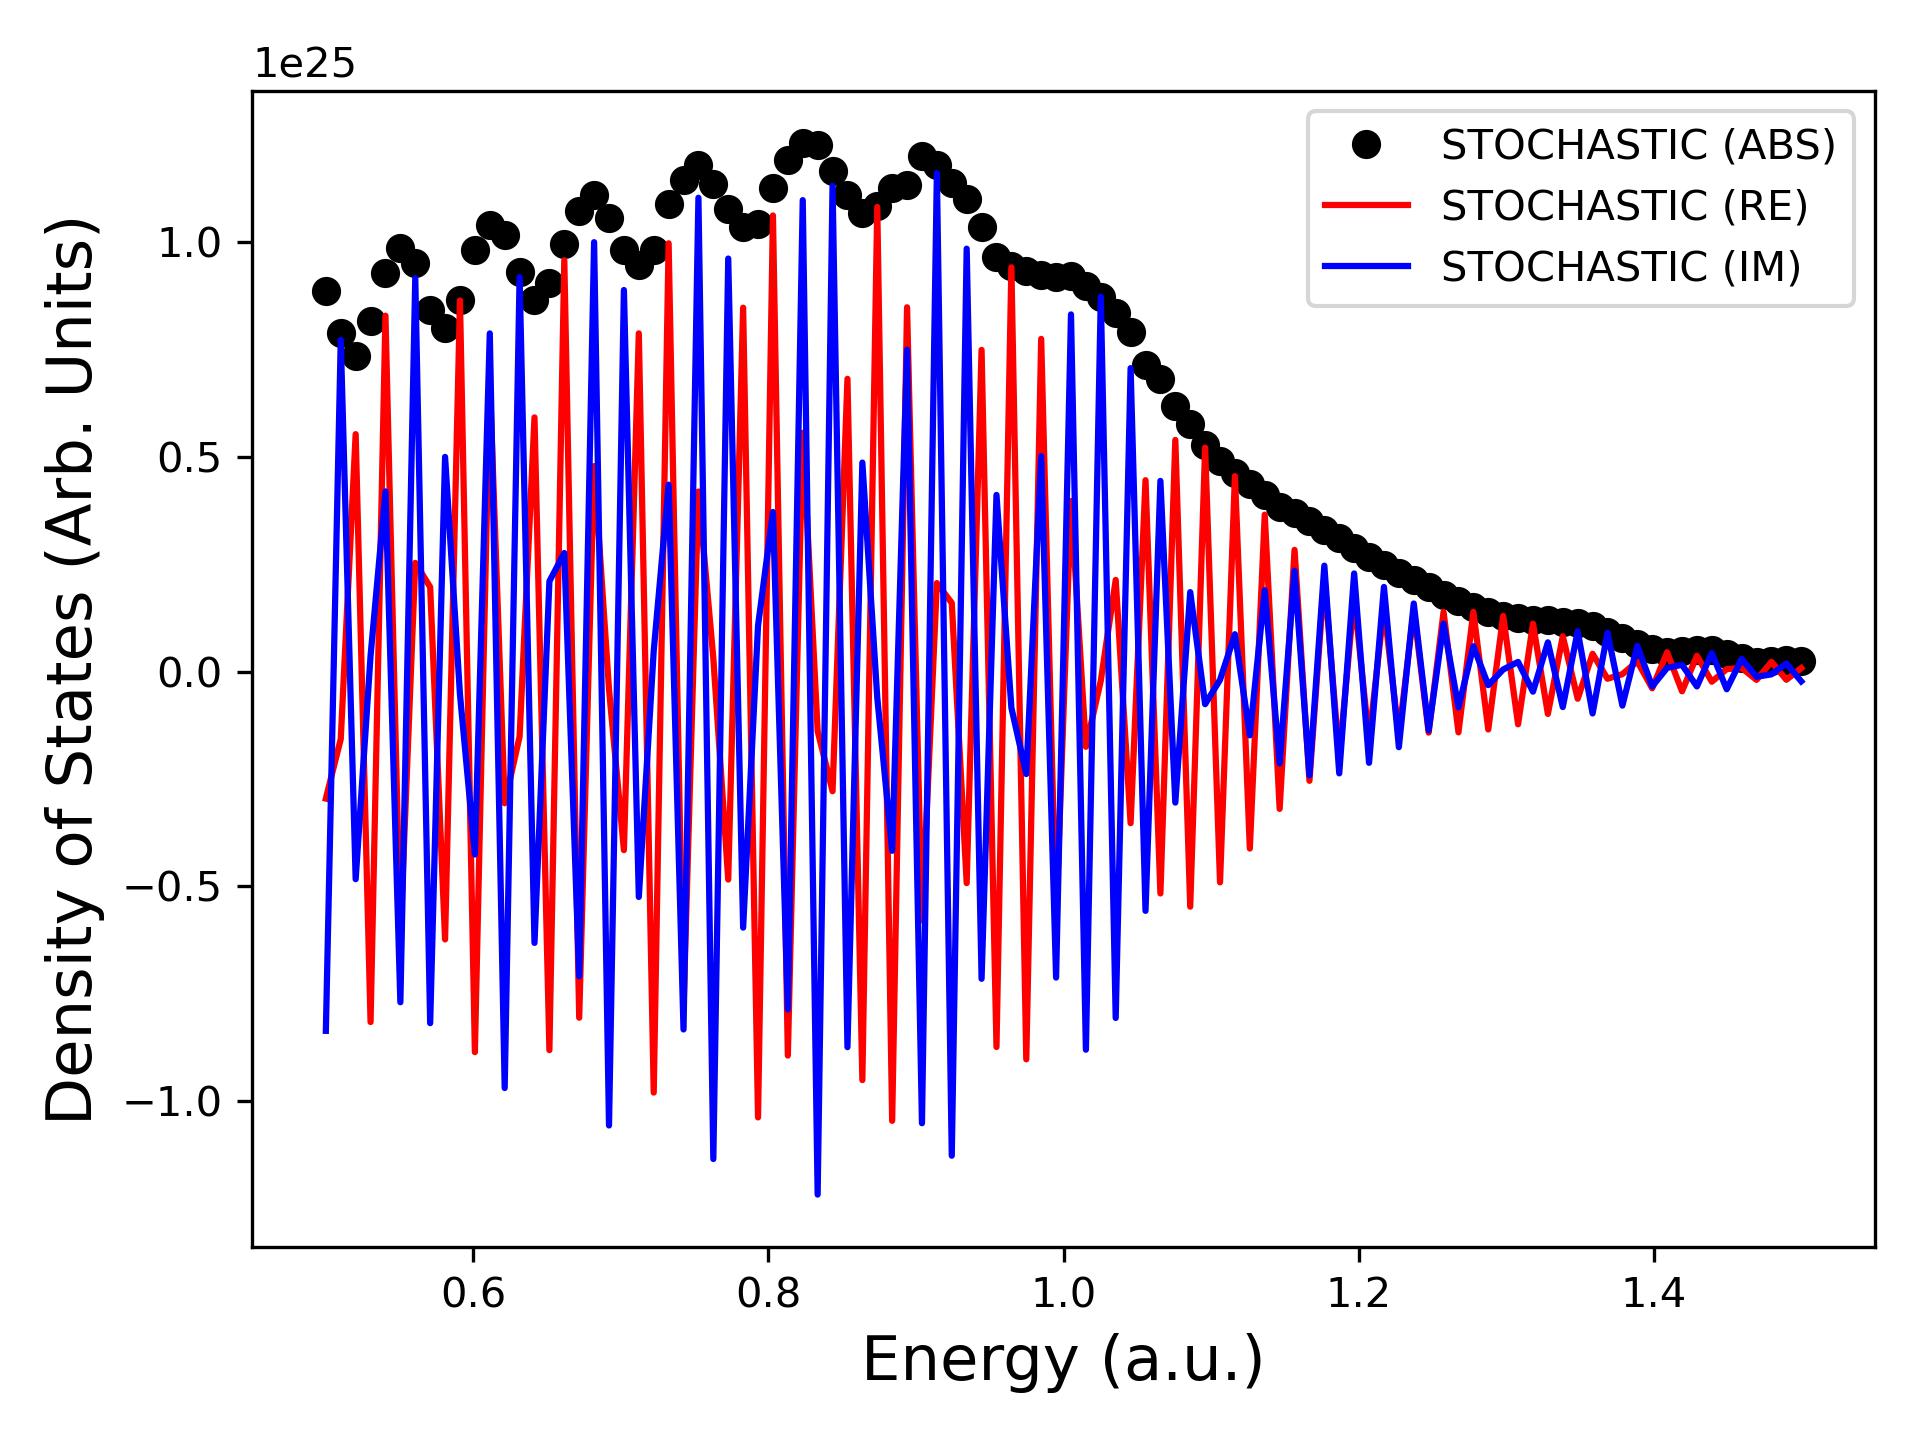 1e25
STOCHASTIC (ABS)
STOCHASTIC (RE)
STOCHASTIC (IM)
Density of States (Arb. Units)
1.0
0.5
0.0
−0.5
−1.0
0.6 0.8 1.0 1.2 1.4
Energy (a.u.)